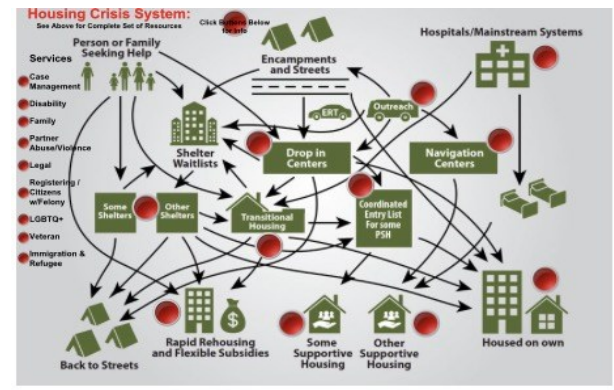 Housing Crisis System:
See Above for Complete Set of Resources
Click Buttons Below
for Info
Person or Family
Seeking Help
Encampments
and Streets
Hospitals/Mainstream Systems
Services
Case
Management
Disability
Family
Partner
Abuse/Violence
Legal
Registering /
Citizens
w/Felony
LGBTQ+
Veteran
Immigration &
Refugee
ERT
Outreach
Shelter
Waitlists
Drop in
Centers
Navigation
Centers
Some
Shelters
Other
Shelters
Transitional
Housing
Coordinated
Entry List
For some
PSH
Back to Streets
Rapid Rehousing
and Flexible Subsidies
$
Some
Supportive
Housing
Other
Supportive
Housing
Housed on own